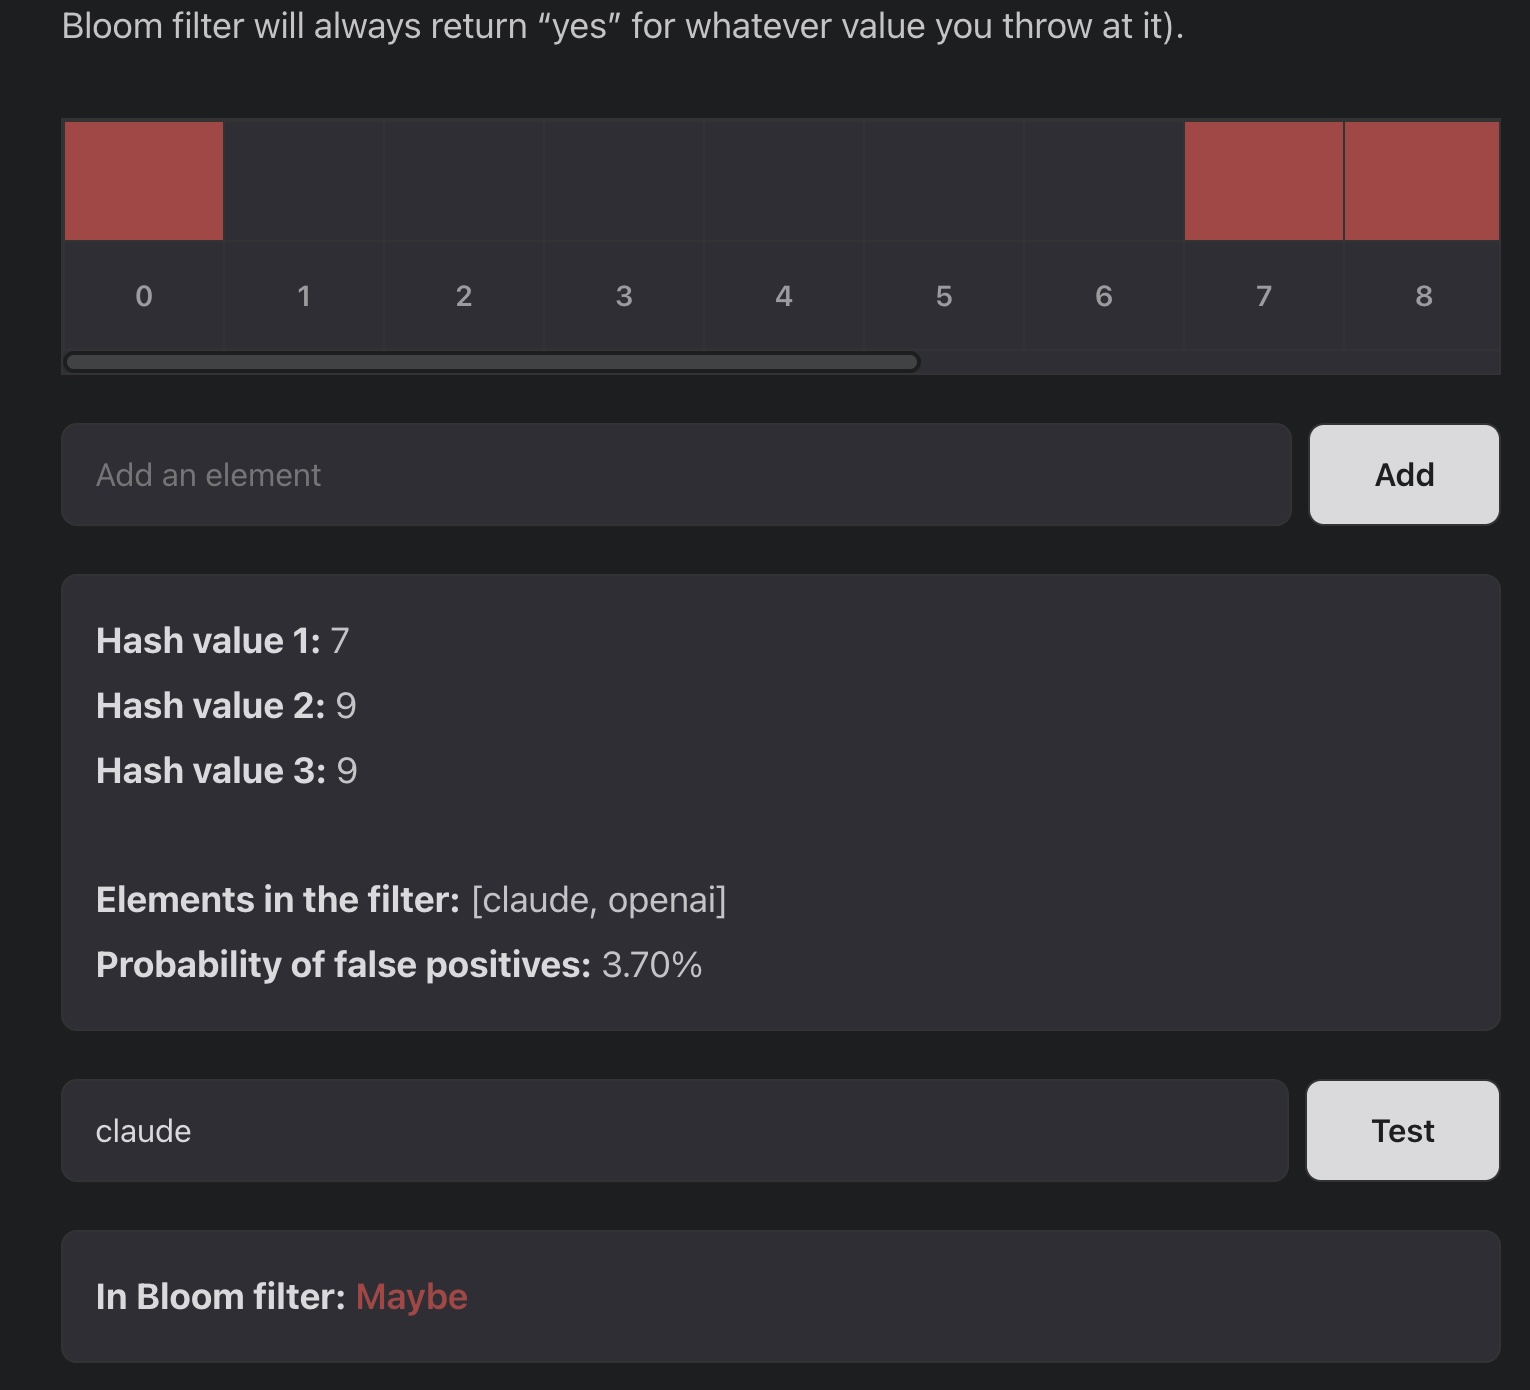 Bloom filter will always return “yes” for whatever value you throw at it).
0 1 2 3 4 5 6 7 8
Add an element
Add
Hash value 1: 7
Hash value 2: 9
Hash value 3: 9
Elements in the filter: [claude, openai]
Probability of false positives: 3.70%
claude
Test
In Bloom filter: Maybe